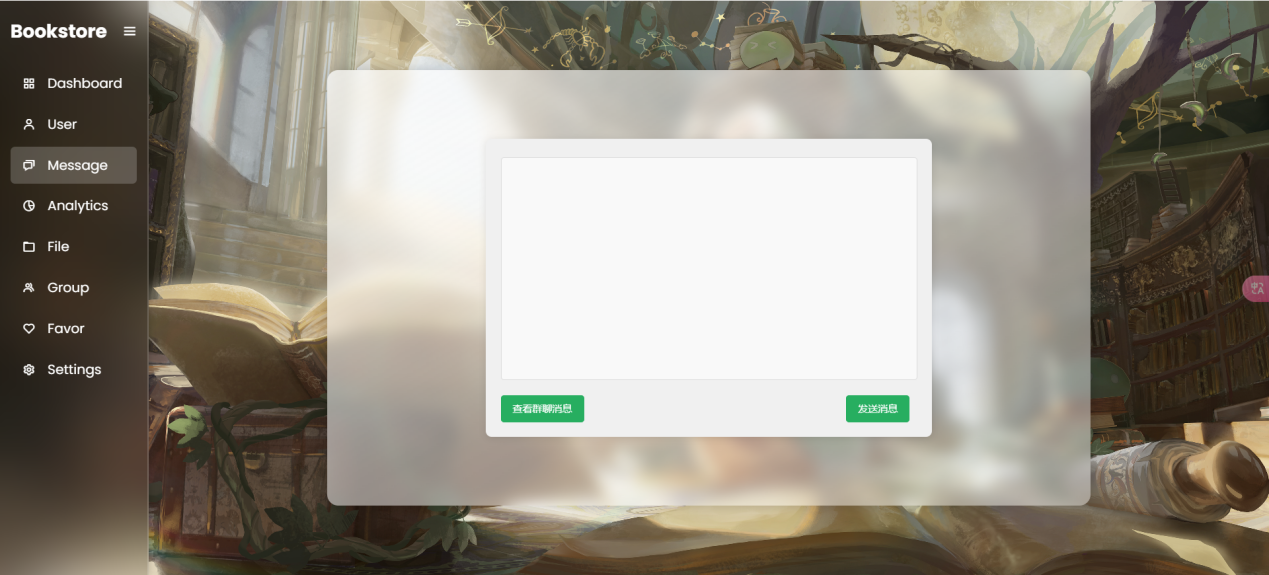 Bookstore
Dashboard
User
Message
Analytics
File
Group
Favor
Settings
查看群聊消息
发送消息